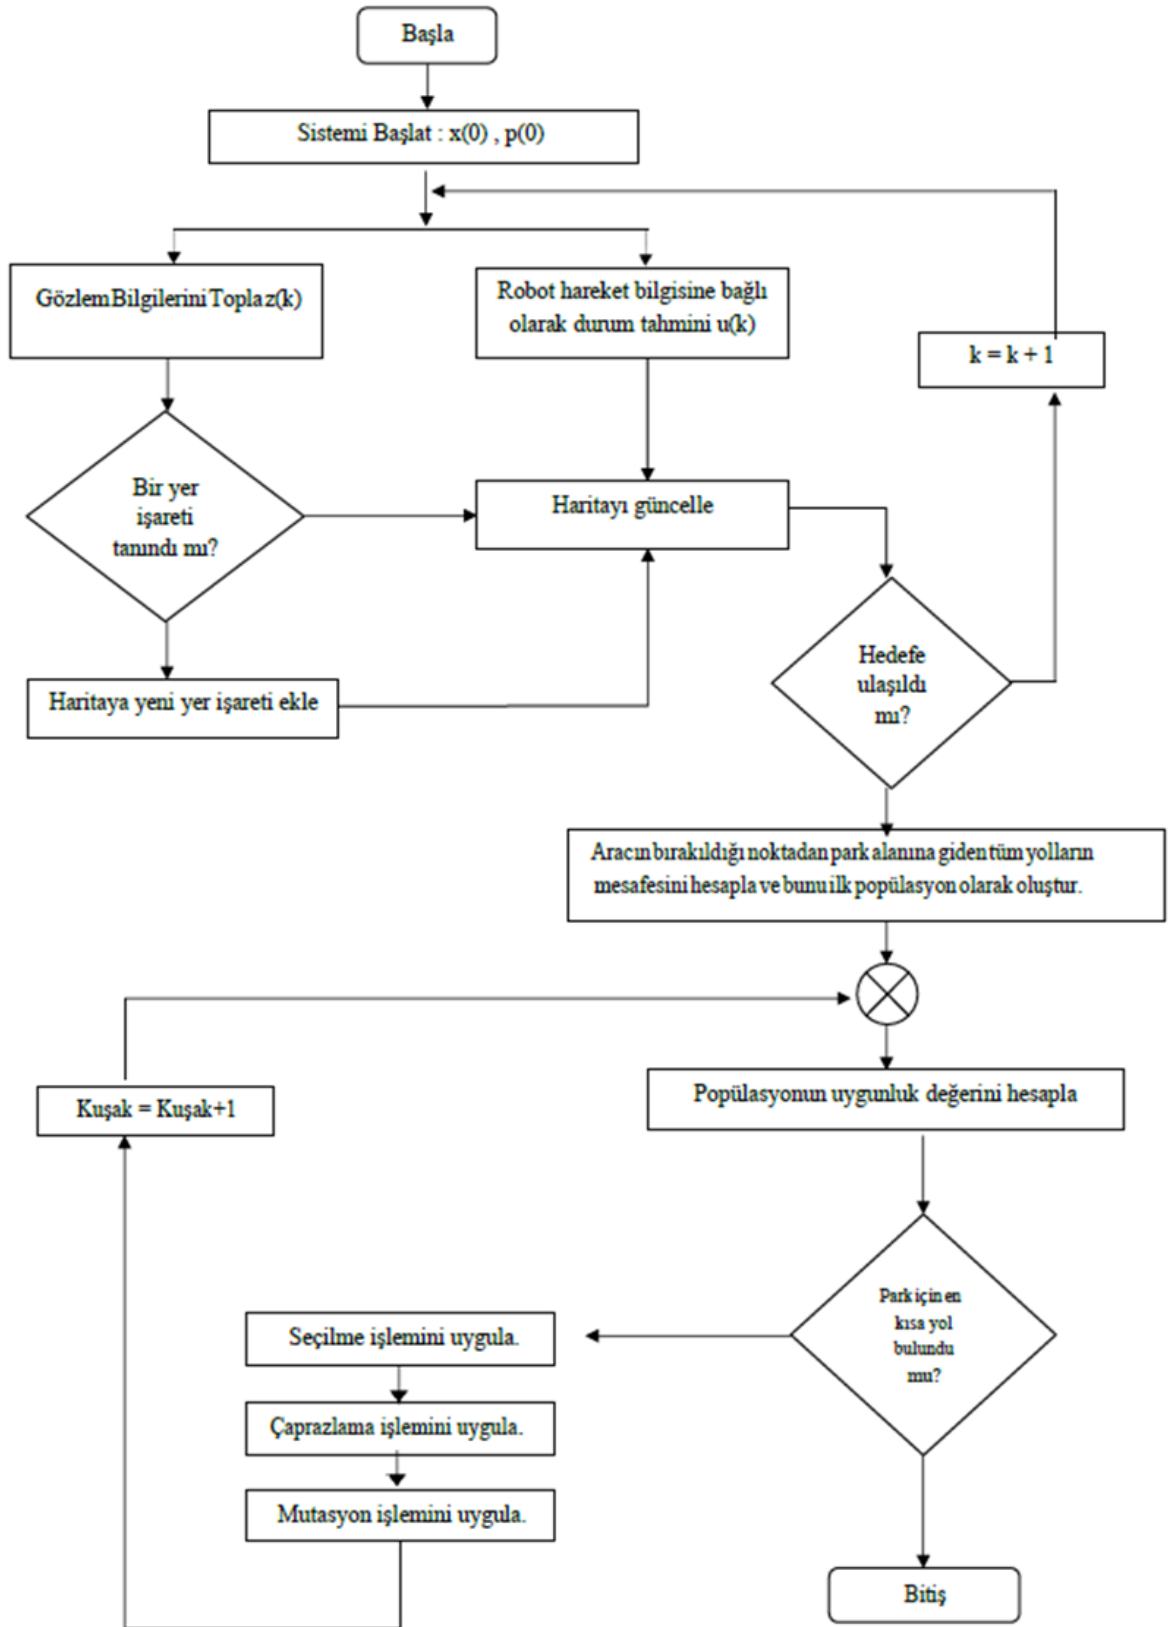 Başla
Sistemi Başlat : x(0) , p(0)
Gözlem Bilgilerini Topla z(k)
Robot hareket bilgisine bağlı
olarak durum tahmini u(k)
k = k + 1
Bir yer
işareti
tanındı mı?
Haritayı güncelle
Haritaya yeni yer işareti ekle
Hedefe
ulaşıldı
mı?
Aracın bırakıldığı noktadan park alanına giden tüm yolların
mesafesini hesapla ve bunu ilk popülasyon olarak oluştur.
Popülasyonun uygunluk değerini hesapla
Kuşak = Kuşak+1
Park için en
kısa yol
bulundu
mu?
Seçilme işlemini uygula.
Çaprazlama işlemini uygula.
Mutasyon işlemini uygula.
Bitiş